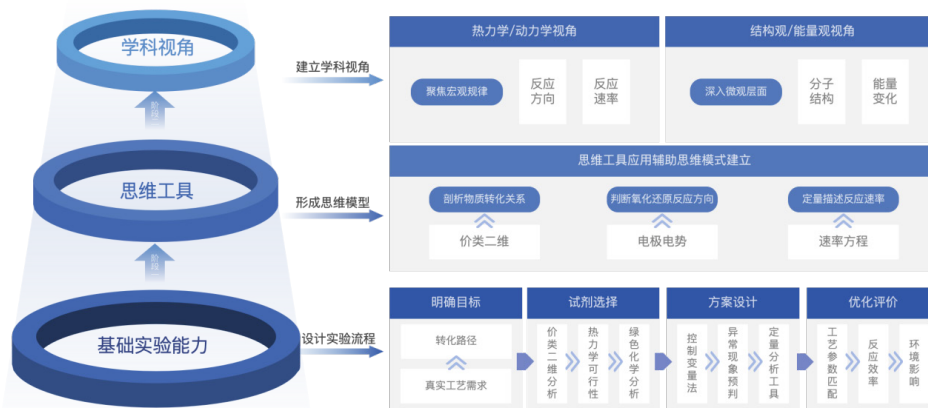 学科视角
思维工具
基础实验能力
建立学科视角
形成思维模型
设计实验流程
热力学/动力学视角
聚焦宏观规律
反应
方向
反应
速率
结构观/能量观视角
深入微观层面
分子
结构
能量
变化
思维工具应用辅助思维模式建立
剖析物质转化关系
价类二维
判断氧化还原反应方向
电极电势
定量描述反应速率
速率方程
明确目标
转化路径
真实工艺需求
试剂选择
价类二维分析
热力学可行性
绿色化学分析
方案设计
控制变量法
异常现象预判
定量分析工具
优化评价
工艺参数匹配
反应效率
环境影响